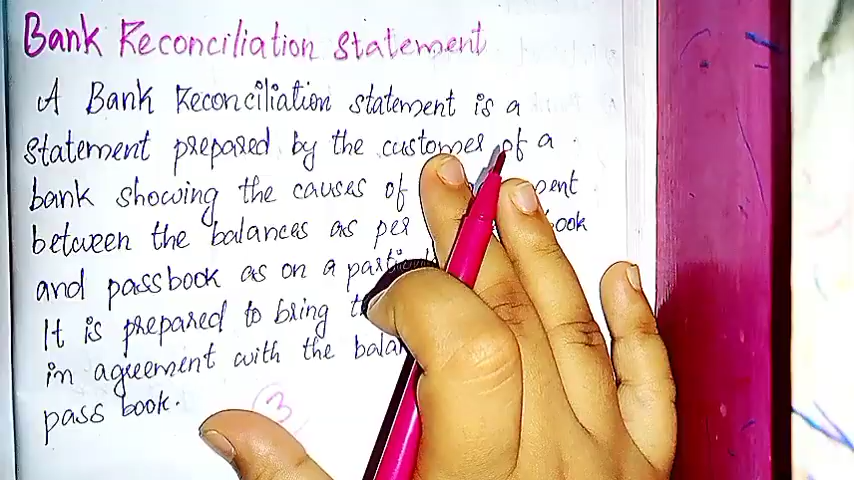 Bank Reconciliation Statement
A Bank Reconciliation statement is a
statement prepared by the customer of a
bank showing the causes of
between the balances as per book
and passbook as on a
It is prepared to bring
in agreement with the
pass book.
3